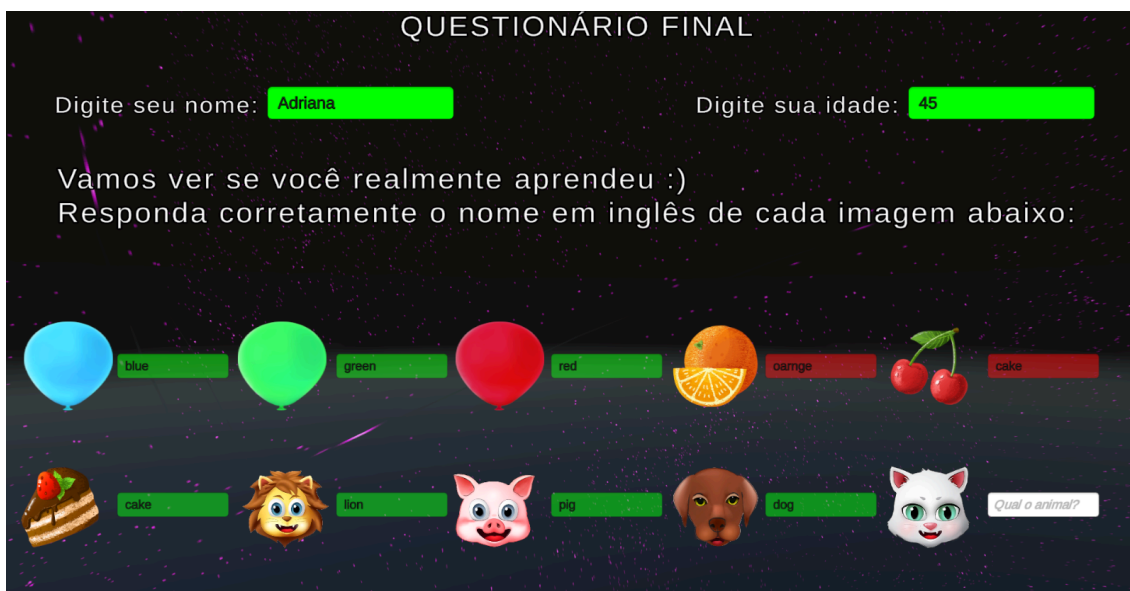 QUESTIONÁRIO FINAL
Digite seu nome: Adriana Digite sua idade: 45
Vamos ver se você realmente aprendeu :)
Responda corretamente o nome em inglês de cada imagem abaixo:
blue green red oarnge cake
cake lion pig dog Qual o animal?